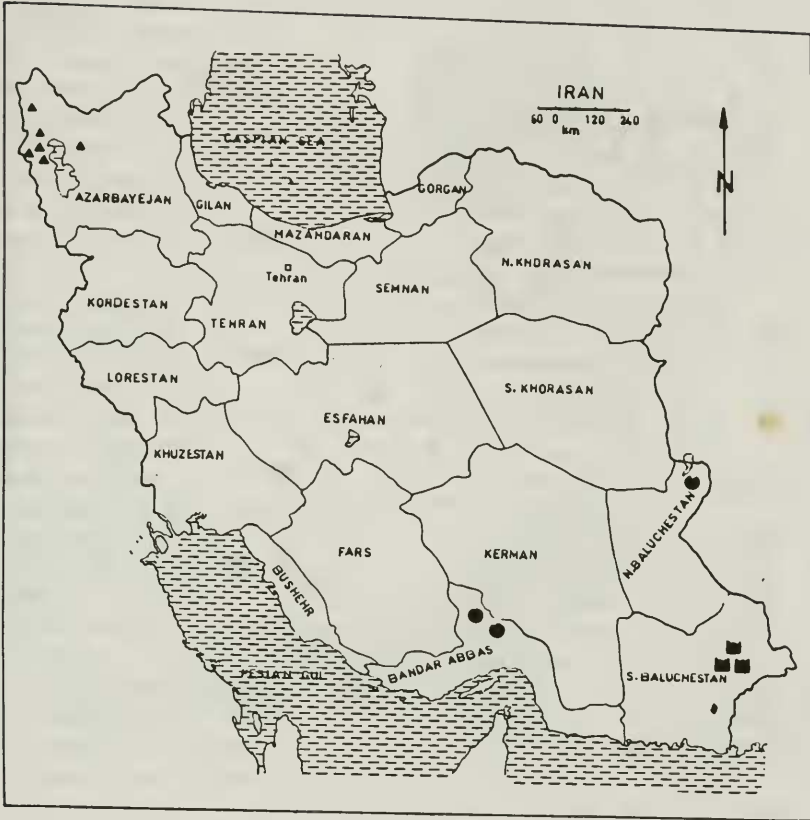 IRAN
60 0 120 240
km
N
CASPIAN SEA
AZARBAYEJAN
GILAN
GORGAN
MAZANDARAN
Tehran
N.KHORASAN
SEMNAN
KORDESTAN
TEHRAN
LORESTAN
S. KHORASAN
ESFAHAN
KHUZESTAN
N.BALUCHESTAN
FARS
KERMAN
BUSHEHR
BANDAR ABBAS
PESIAN GUL
S.BALUCHESTAN